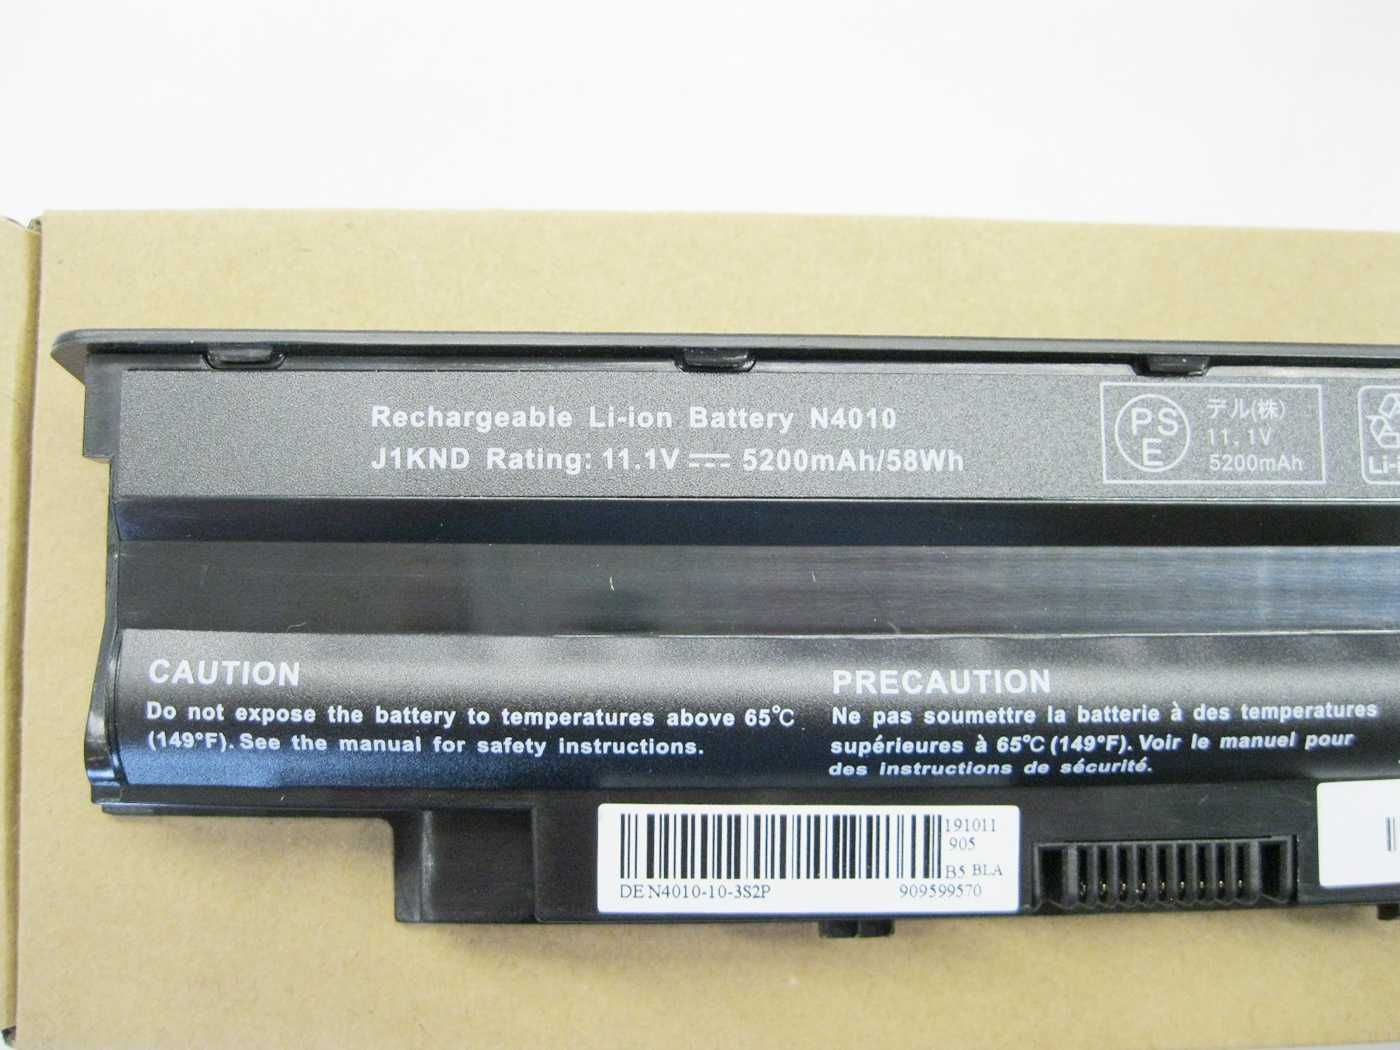 Rechargeable Li-ion Battery N4010
J1KND Rating: 11.1V ⎓ 5200mAh/58Wh
PS
E
デル(株)
11.1V
5200mAh
CAUTION
Do not expose the battery to temperatures above 65℃
(149°F). See the manual for safety instructions.
PRECAUTION
Ne pas soumettre la batterie à des temperatures
supérieures à 65℃ (149°F). Voir le manuel pour
des instructions de sécurité.
191011
905
B5 BLA
DE N4010-10-3S2P 909599570